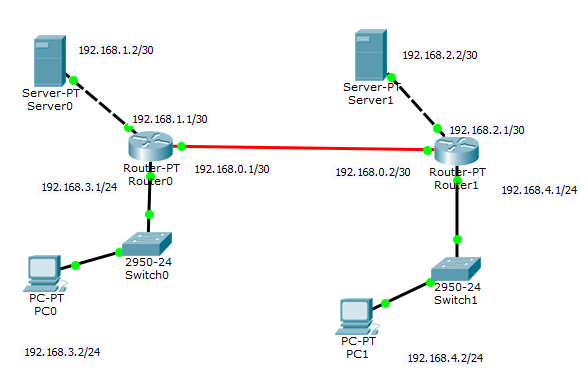 192.168.1.2/30
192.168.2.2/30
Server-PT
Server0
Server-PT
Server1
192.168.1.1/30
192.168.2.1/30
Router-PT
Router0
192.168.0.1/30
192.168.0.2/30
Router-PT
Router1
192.168.3.1/24
192.168.4.1/24
2950-24
Switch0
2950-24
Switch1
PC-PT
PC0
PC-PT
PC1
192.168.3.2/24
192.168.4.2/24